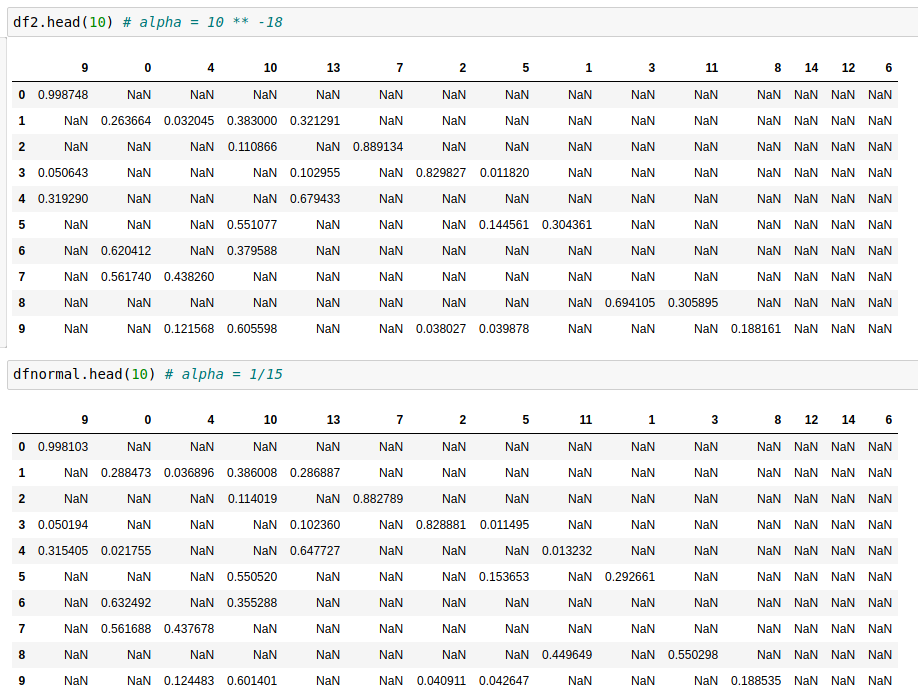 df2.head(10) # alpha = 10 ** -18
9 0 4 10 13 7 2 5 1 3 11 8 14 12 6
0 0.998748 NaN NaN NaN NaN NaN NaN NaN NaN NaN NaN NaN NaN NaN NaN
1 NaN 0.263664 0.032045 0.383000 0.321291 NaN NaN NaN NaN NaN NaN NaN NaN NaN NaN
2 NaN NaN NaN 0.110866 NaN 0.889134 NaN NaN NaN NaN NaN NaN NaN NaN NaN
3 0.050643 NaN NaN NaN 0.102955 NaN 0.829827 0.011820 NaN NaN NaN NaN NaN NaN NaN
4 0.319290 NaN NaN NaN 0.679433 NaN NaN NaN NaN NaN NaN NaN NaN NaN NaN
5 NaN NaN NaN 0.551077 NaN NaN NaN 0.144561 0.304361 NaN NaN NaN NaN NaN NaN
6 NaN 0.620412 NaN 0.379588 NaN NaN NaN NaN NaN NaN NaN NaN NaN NaN NaN
7 NaN 0.561740 0.438260 NaN NaN NaN NaN NaN NaN NaN NaN NaN NaN NaN NaN
8 NaN NaN NaN NaN NaN NaN NaN NaN NaN 0.694105 0.305895 NaN NaN NaN NaN
9 NaN NaN 0.121568 0.605598 NaN NaN 0.038027 0.039878 NaN NaN NaN 0.188161 NaN NaN NaN
dfnormal.head(10) # alpha = 1/15
9 0 4 10 13 7 2 5 11 1 3 8 12 14 6
0 0.998103 NaN NaN NaN NaN NaN NaN NaN NaN NaN NaN NaN NaN NaN NaN
1 NaN 0.288473 0.036896 0.386008 0.286887 NaN NaN NaN NaN NaN NaN NaN NaN NaN NaN
2 NaN NaN NaN 0.114019 NaN 0.882789 NaN NaN NaN NaN NaN NaN NaN NaN NaN
3 0.050194 NaN NaN NaN 0.102360 NaN 0.828881 0.011495 NaN NaN NaN NaN NaN NaN NaN
4 0.315405 0.021755 NaN NaN 0.647727 NaN NaN NaN 0.013232 NaN NaN NaN NaN NaN NaN
5 NaN NaN NaN 0.550520 NaN NaN NaN 0.153653 NaN 0.292661 NaN NaN NaN NaN NaN
6 NaN 0.632492 NaN 0.355288 NaN NaN NaN NaN NaN NaN NaN NaN NaN NaN NaN
7 NaN 0.561688 0.437678 NaN NaN NaN NaN NaN NaN NaN NaN NaN NaN NaN NaN
8 NaN NaN NaN NaN NaN NaN NaN NaN 0.449649 NaN 0.550298 NaN NaN NaN NaN
9 NaN NaN 0.124483 0.601401 NaN NaN 0.040911 0.042647 NaN NaN NaN 0.188535 NaN NaN NaN